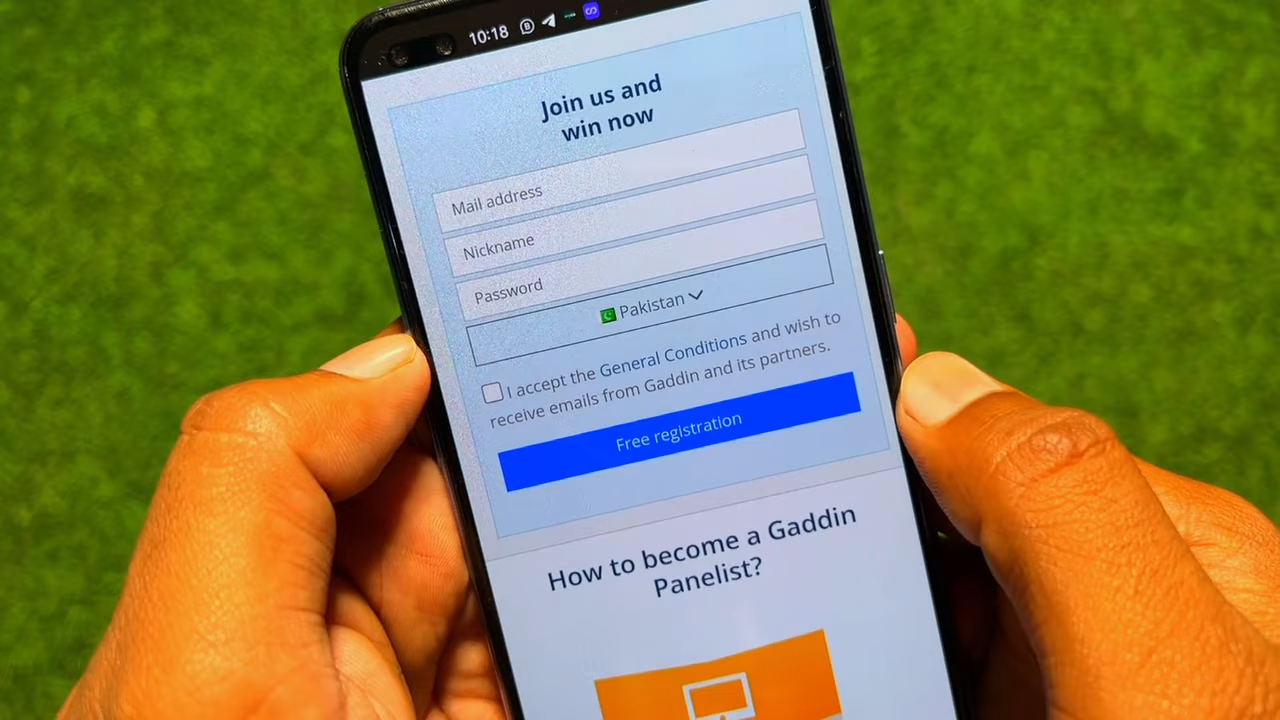 10:18
Join us and
win now
Mail address
Nickname
Password
Pakistan
I accept the General Conditions and wish to
receive emails from Gaddin and its partners.
Free registration
How to become a Gaddin
Panelist?